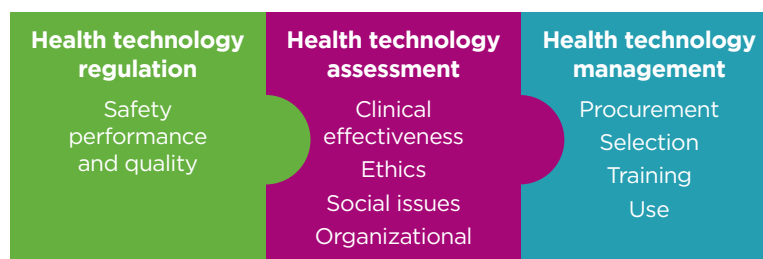 Health technology
regulation
Safety
performance
and quality
Health technology
assessment
Clinical
effectiveness
Ethics
Social issues
Organizational
Health technology
management
Procurement
Selection
Training
Use